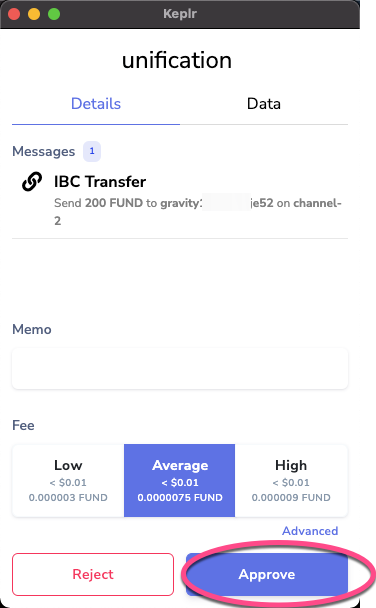 Keplr
unification
Details
Data
Messages 1
IBC Transfer
Send 200 FUND to gravity1 je52 on channel-
2
Memo
Fee
Low
Average
High
< $0.01
< $0.01
< $0.01
0.000003 FUND
0.0000075 FUND
0.000009 FUND
Advanced
Reject
Approve